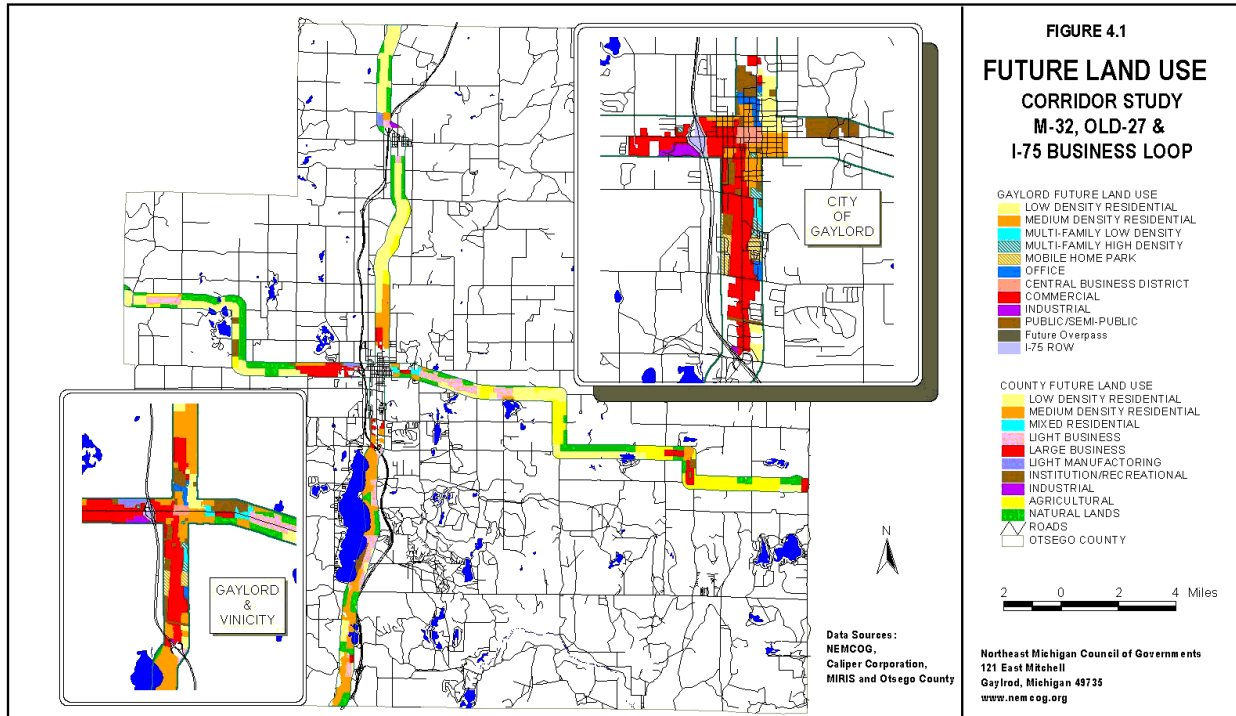 CITY
OF
GAYLORD
GAYLORD
&
VINICITY
N
Data Sources:
NEMCOG,
Caliper Corporation,
MIRIS and Otsego County
FIGURE 4.1
FUTURE LAND USE
CORRIDOR STUDY
M-32, OLD-27 &
I-75 BUSINESS LOOP
GAYLORD FUTURE LAND USE
LOW DENSITY RESIDENTIAL
MEDIUM DENSITY RESIDENTIAL
MULTI-FAMILY LOW DENSITY
MULTI-FAMILY HIGH DENSITY
MOBILE HOME PARK
OFFICE
CENTRAL BUSINESS DISTRICT
COMMERCIAL
INDUSTRIAL
PUBLIC/SEMI-PUBLIC
Future Overpass
I-75 ROW
COUNTY FUTURE LAND USE
LOW DENSITY RESIDENTIAL
MEDIUM DENSITY RESIDENTIAL
MIXED RESIDENTIAL
LIGHT BUSINESS
LARGE BUSINESS
LIGHT MANUFACTORING
INSTITUTION/RECREATIONAL
INDUSTRIAL
AGRICULTURAL
NATURAL LANDS
ROADS
OTSEGO COUNTY
2 0 2 4 Miles
Northeast Michigan Council of Governments
121 East Mitchell
Gaylrod, Michigan 49735
www.nemcog.org